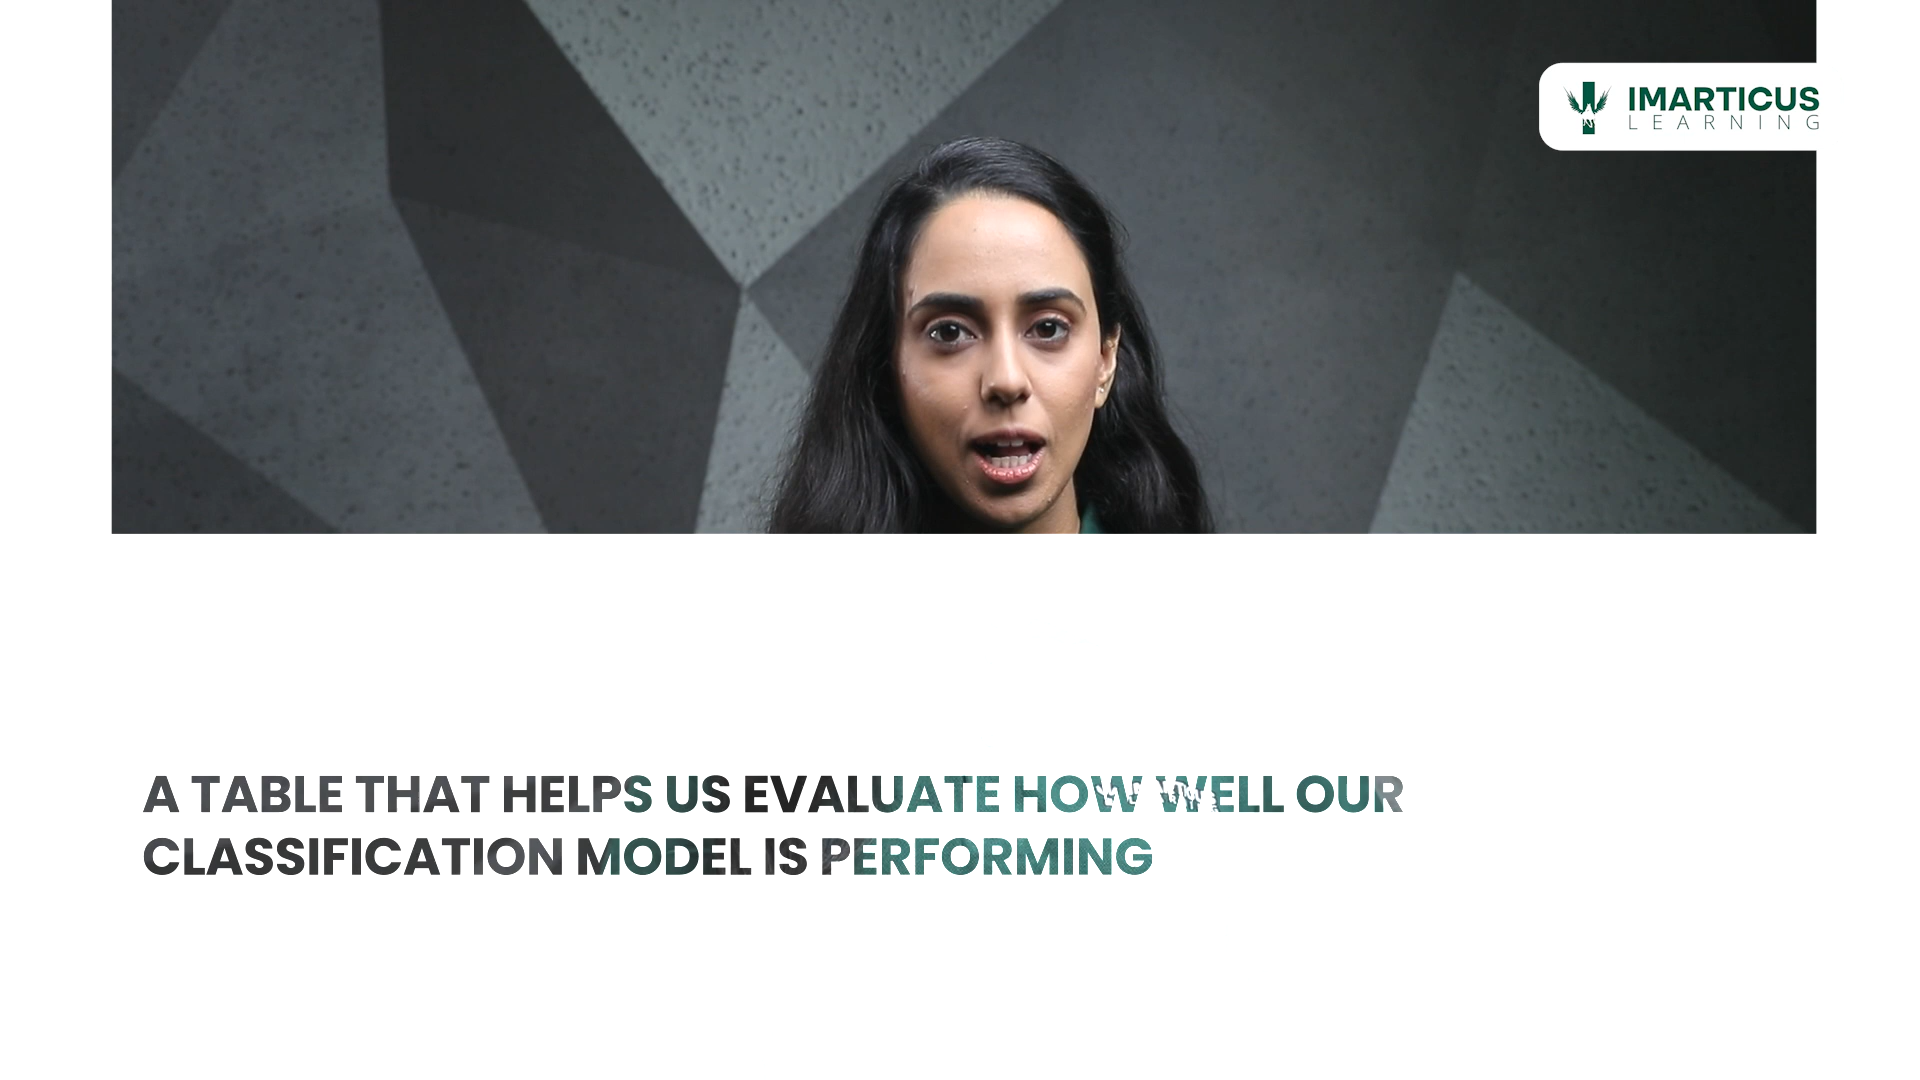 IMARTICUS
LEARNING
A TABLE THAT HELPS US EVALUATE HOW WELL OUR
CLASSIFICATION MODEL IS PERFORMING